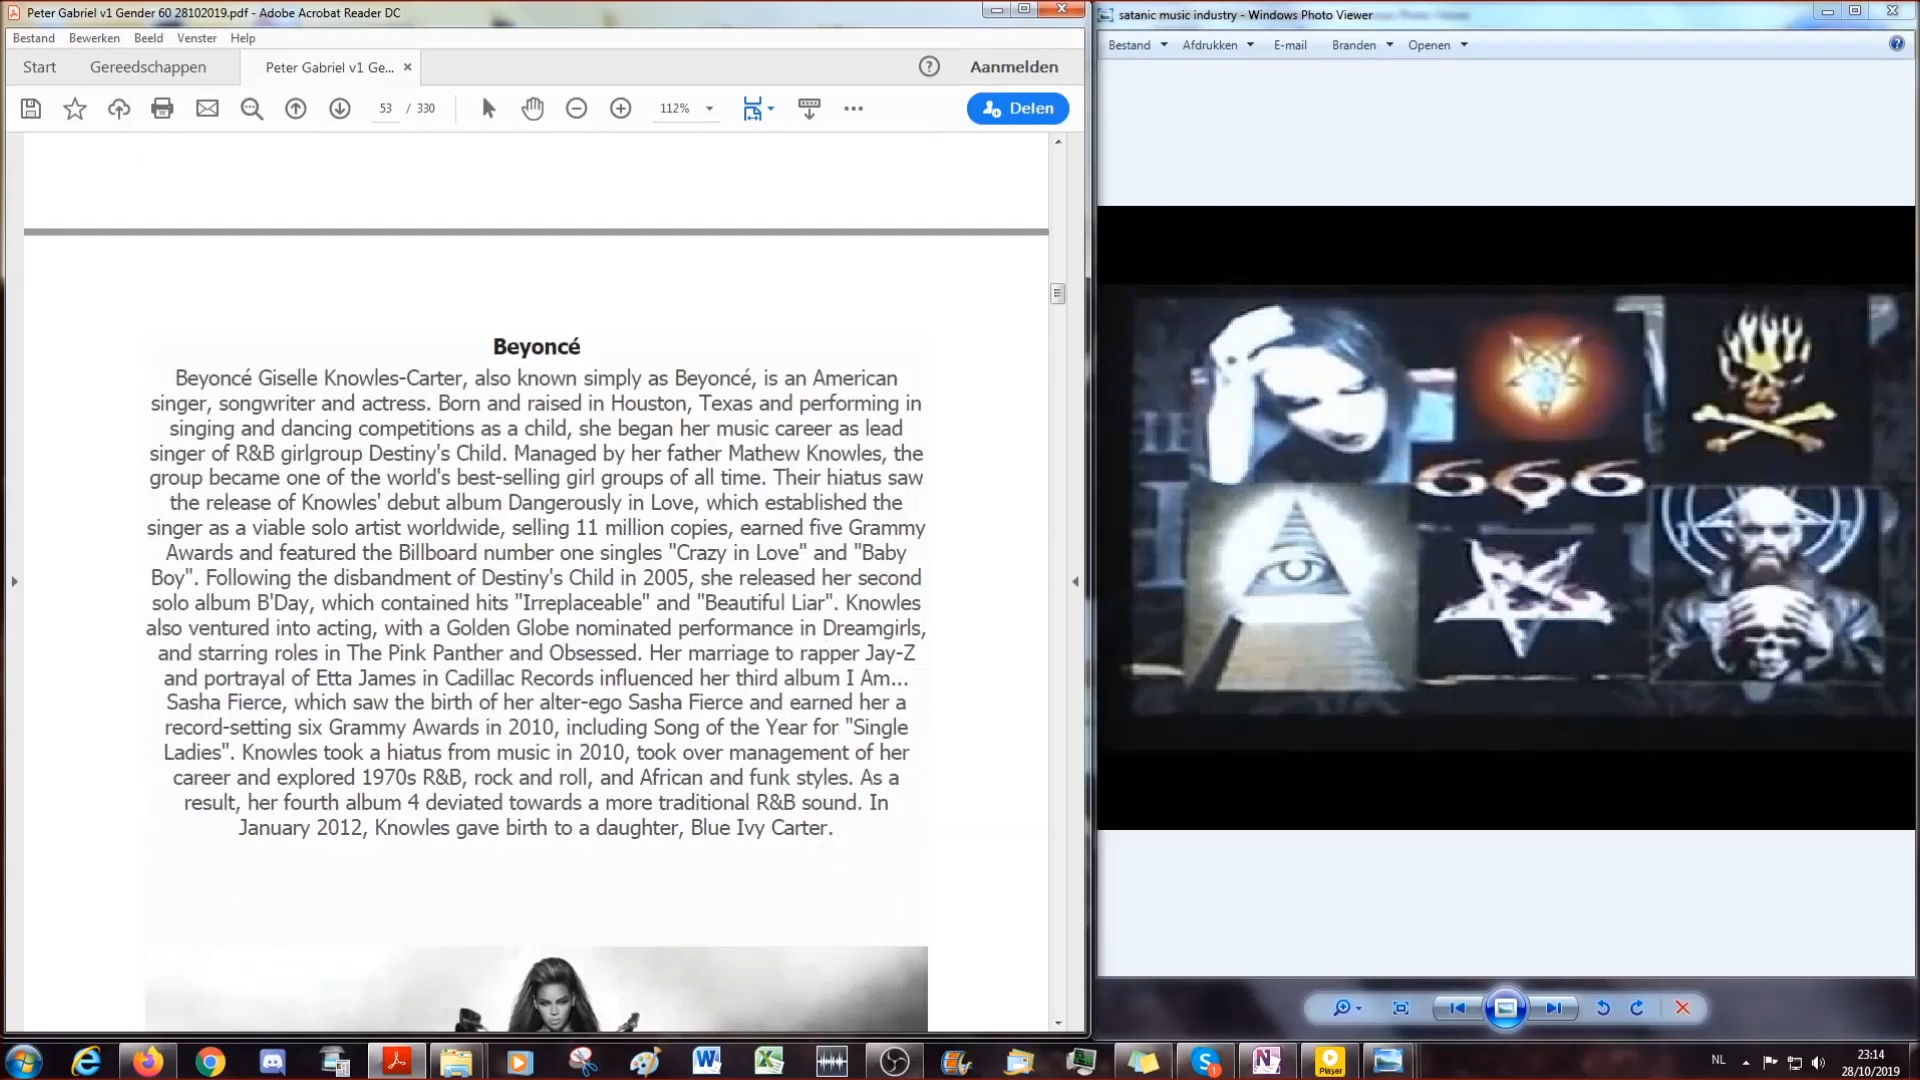 Peter Gabriel v1 Gender 60 28102019.pdf - Adobe Acrobat Reader DC
Bestand Bewerken Beeld Venster Help
Start Gereedschappen Peter Gabriel v1 Ge... × Aanmelden
53 / 330 112% Delen
Beyoncé
Beyoncé Giselle Knowles-Carter, also known simply as Beyoncé, is an American
singer, songwriter and actress. Born and raised in Houston, Texas and performing in
singing and dancing competitions as a child, she began her music career as lead
singer of R&B girlgroup Destiny's Child. Managed by her father Mathew Knowles, the
group became one of the world's best-selling girl groups of all time. Their hiatus saw
the release of Knowles' debut album Dangerously in Love, which established the
singer as a viable solo artist worldwide, selling 11 million copies, earned five Grammy
Awards and featured the Billboard number one singles "Crazy in Love" and "Baby
Boy". Following the disbandment of Destiny's Child in 2005, she released her second
solo album B'Day, which contained hits "Irreplaceable" and "Beautiful Liar". Knowles
also ventured into acting, with a Golden Globe nominated performance in Dreamgirls,
and starring roles in The Pink Panther and Obsessed. Her marriage to rapper Jay-Z
and portrayal of Etta James in Cadillac Records influenced her third album I Am...
Sasha Fierce, which saw the birth of her alter-ego Sasha Fierce and earned her a
record-setting six Grammy Awards in 2010, including Song of the Year for "Single
Ladies". Knowles took a hiatus from music in 2010, took over management of her
career and explored 1970s R&B, rock and roll, and African and funk styles. As a
result, her fourth album 4 deviated towards a more traditional R&B sound. In
January 2012, Knowles gave birth to a daughter, Blue Ivy Carter.
satanic music industry - Windows Photo Viewer
Bestand Afdrukken E-mail Branden Openen
666
Player
NL
23:14
28/10/2019